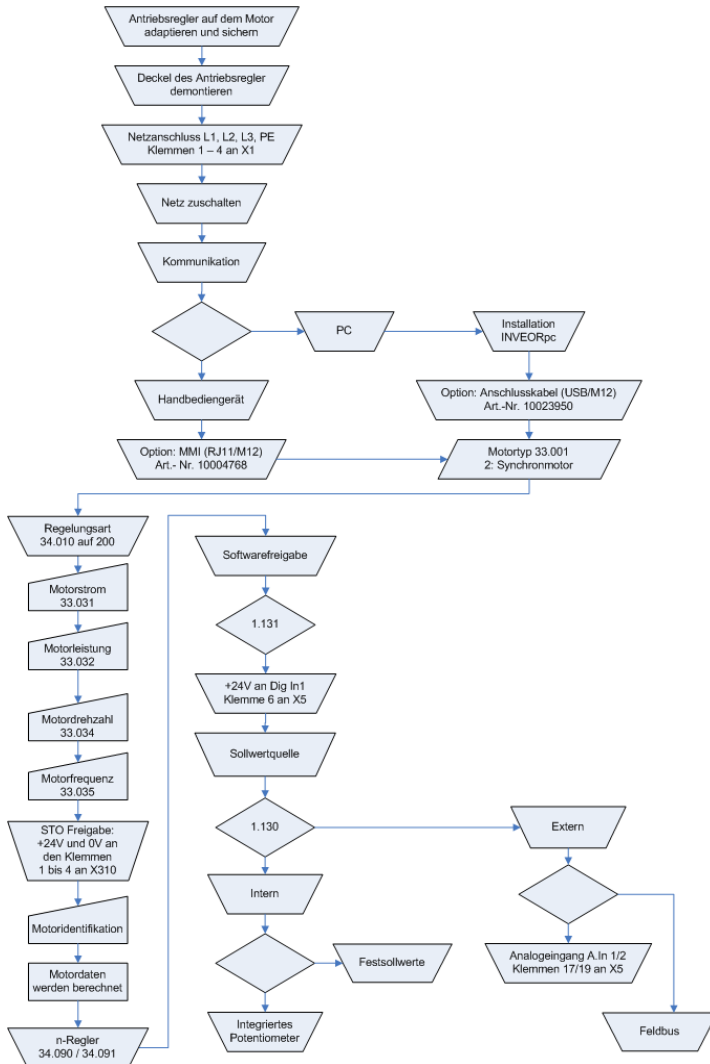 Antriebsregler auf dem Motor
adaptieren und sichern
Deckel des Antriebsregler
demontieren
Netzanschluss L1, L2, L3, PE
Klemmen 1 – 4 an X1
Netz zuschalten
Kommunikation
PC
Installation
INVEORpc
Handbediengerät
Option: Anschlusskabel (USB/M12)
Art.-Nr. 10023950
Option: MMI (RJ11/M12)
Art.- Nr. 10004768
Motortyp 33.001
2: Synchronmotor
Regelungsart
34.010 auf 200
Motorstrom
33.031
Motorleistung
33.032
Motordrehzahl
33.034
Motorfrequenz
33.035
STO Freigabe:
+24V und 0V an
den Klemmen
1 bis 4 an X310
Motoridentifikation
Motordaten
werden berechnet
n-Regler
34.090 / 34.091
Softwarefreigabe
1.131
+24V an Dig In1
Klemme 6 an X5
Sollwertquelle
1.130
Extern
Intern
Festsollwerte
Analogeingang A.In 1/2
Klemmen 17/19 an X5
Integriertes
Potentiometer
Feldbus